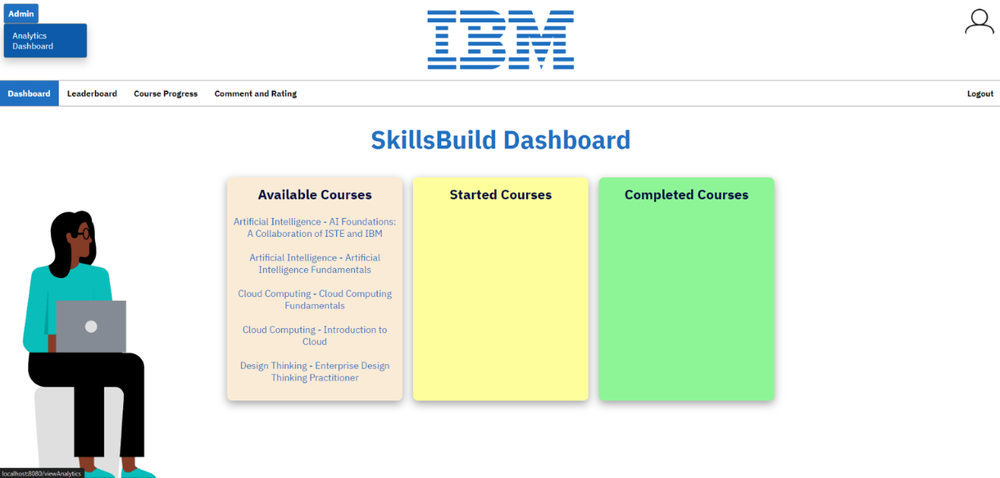 Admin
Analytics
Dashboard
IBM
Dashboard
Leaderboard
Course Progress
Comment and Rating
Logout
SkillsBuild Dashboard
Available Courses
Artificial Intelligence - AI Foundations:
A Collaboration of ISTE and IBM
Artificial Intelligence - Artificial
Intelligence Fundamentals
Cloud Computing - Cloud Computing
Fundamentals
Cloud Computing - Introduction to
Cloud
Design Thinking - Enterprise Design
Thinking Practitioner
Started Courses
Completed Courses
localhost:8080/viewAnalytics